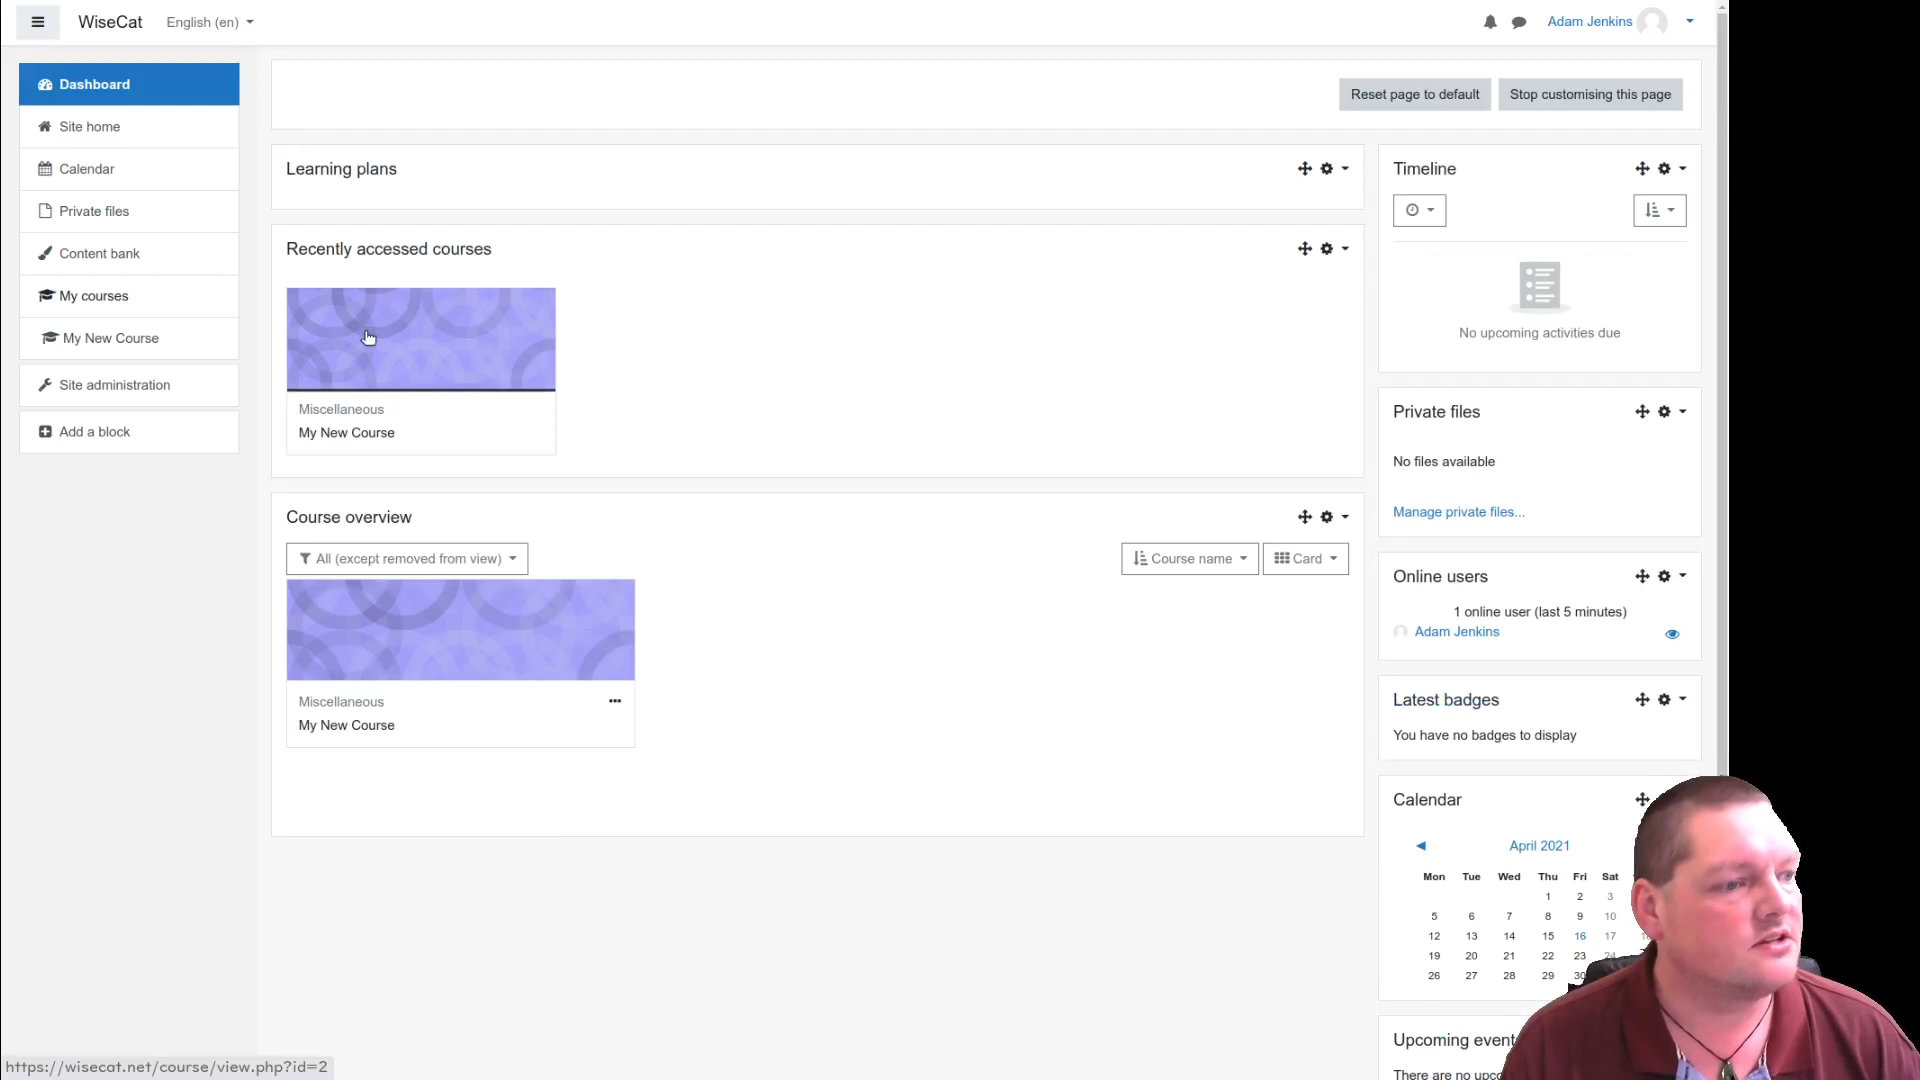 WiseCat
English (en)
Adam Jenkins
Dashboard
Site home
Calendar
Private files
Content bank
My courses
My New Course
Site administration
Add a block
Reset page to default
Stop customising this page
Learning plans
Recently accessed courses
Miscellaneous
My New Course
Course overview
All (except removed from view)
Course name
Card
Miscellaneous
My New Course
Timeline
No upcoming activities due
Private files
No files available
Manage private files...
Online users
1 online user (last 5 minutes)
Adam Jenkins
Latest badges
You have no badges to display
Calendar
April 2021
Mon Tue Wed Thu Fri Sat
1 2 3
5 6 7 8 9 10
12 13 14 15 16 17
19 20 21 22 23 24
26 27 28 29 30
Upcoming event
There are no upco
https://wisecat.net/course/view.php?id=2